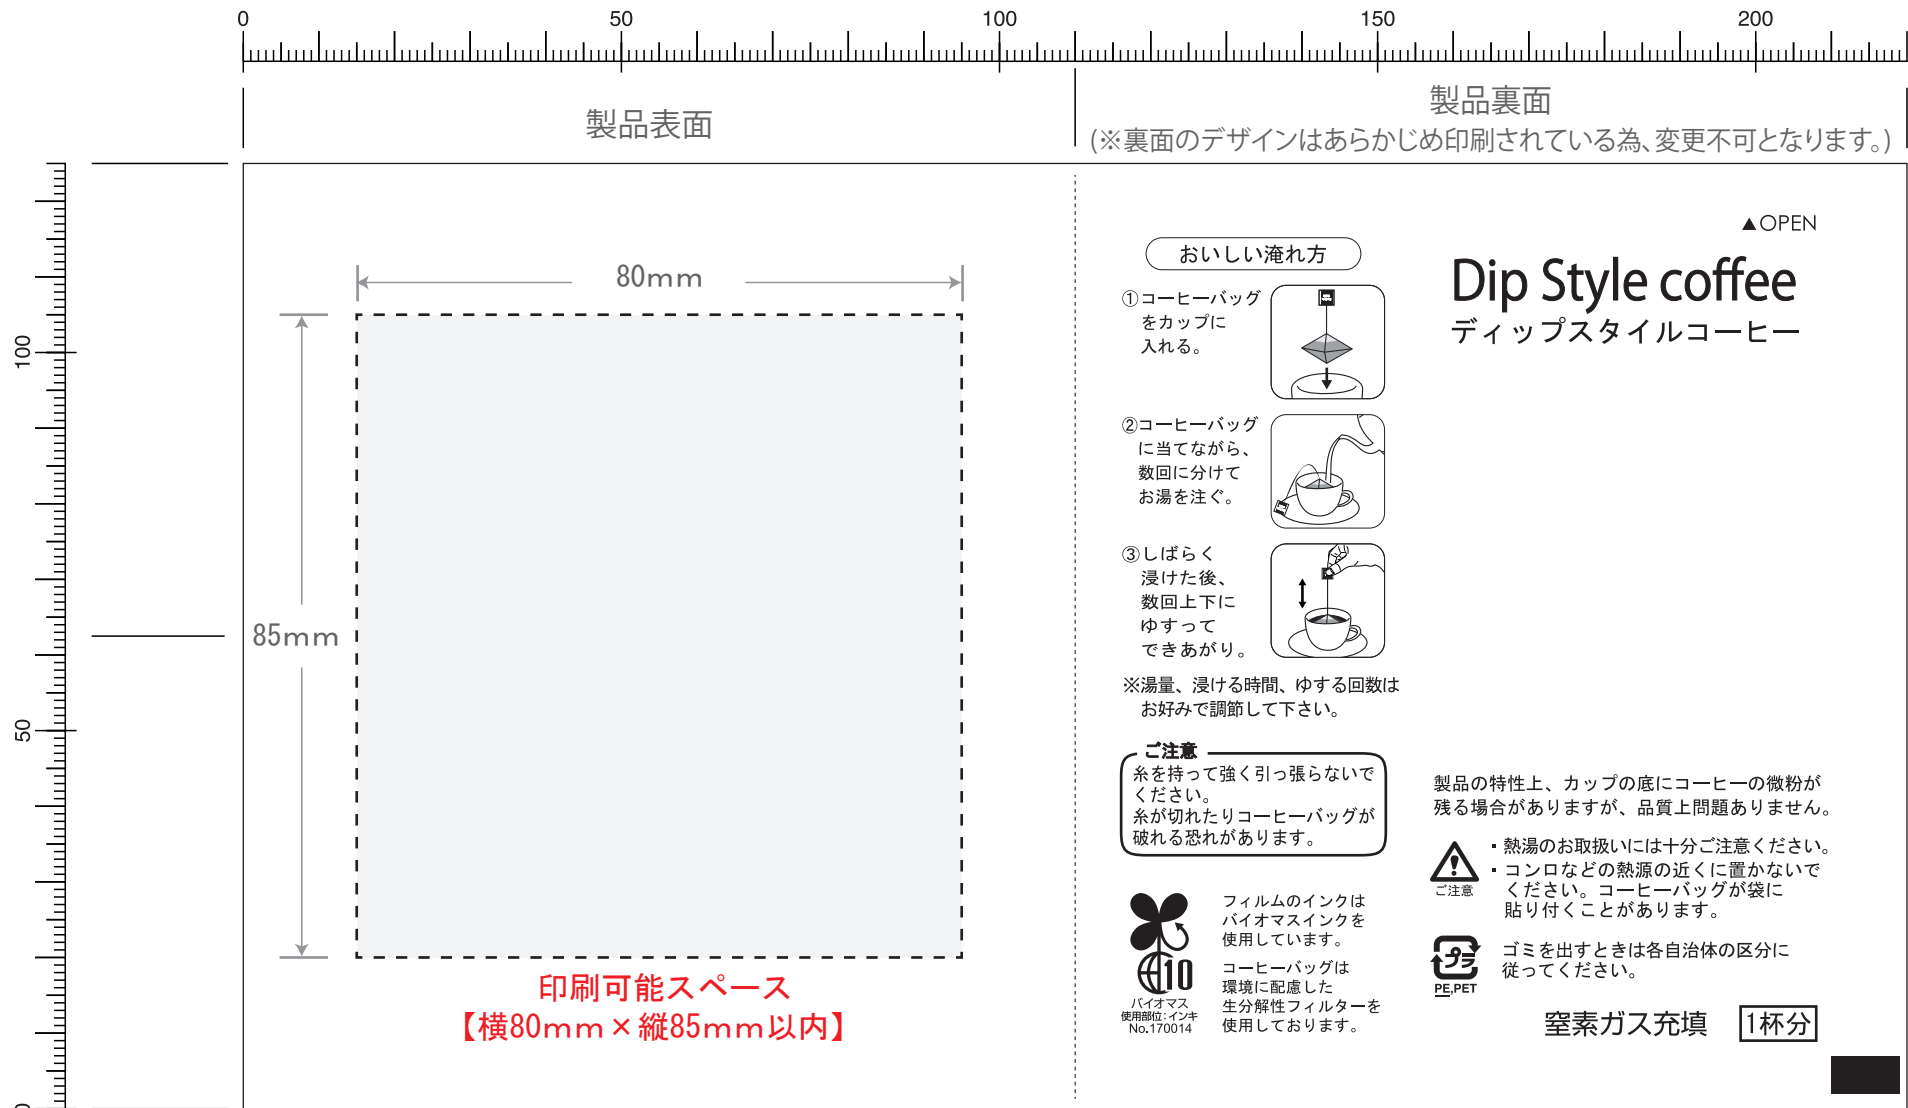 0 50 100 150 200
製品表面
製品裏面
(※裏面のデザインはあらかじめ印刷されている為、変更不可となります。)
100
50
0
80mm
85mm
印刷可能スペース
【横80mm×縦85mm以内】
▲OPEN
Dip Style coffee
ディップスタイルコーヒー
おいしい淹れ方
①コーヒーバッグ
をカップに
入れる。
②コーヒーバッグ
に当てながら、
数回に分けて
お湯を注ぐ。
③しばらく
浸けた後、
数回上下に
ゆすって
できあがり。
※湯量、浸ける時間、ゆする回数は
お好みで調節して下さい。
ご注意
糸を持って強く引っ張らないで
ください。
糸が切れたりコーヒーバッグが
破れる恐れがあります。
フィルムのインクは
バイオマスインクを
使用しています。
コーヒーバッグは
環境に配慮した
生分解性フィルターを
使用しております。
10
バイオマス
使用部位:インキ
No.170014
製品の特性上、カップの底にコーヒーの微粉が
残る場合がありますが、品質上問題ありません。
ご注意
・熱湯のお取扱いには十分ご注意ください。
・コンロなどの熱源の近くに置かないで
ください。コーヒーバッグが袋に
貼り付くことがあります。
プラ
PE,PET
ゴミを出すときは各自治体の区分に
従ってください。
窒素ガス充填
1杯分